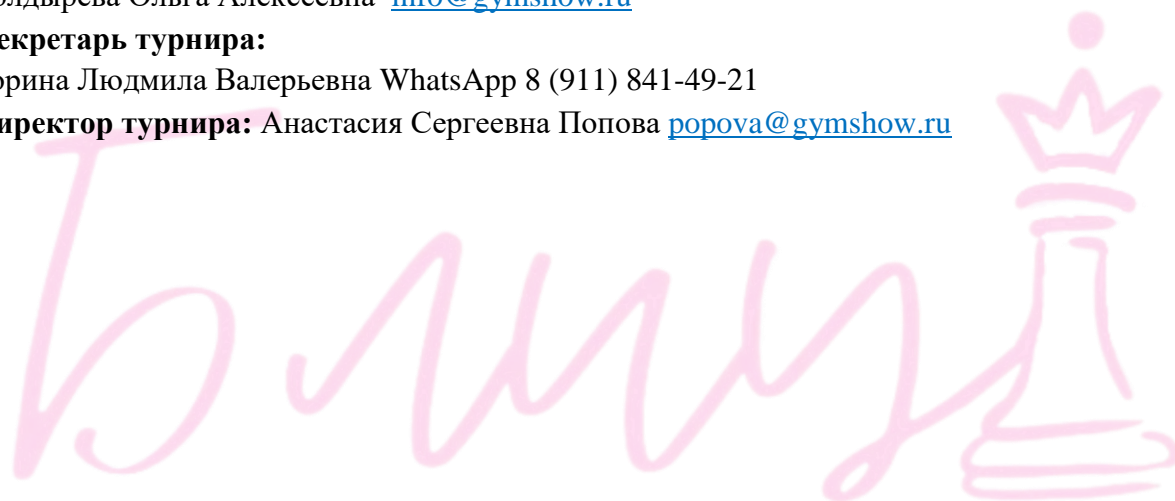 олдырева Ольга Алексеевна info@gymshow.ru
екретарь турнира:
орина Людмила Валерьевна WhatsApp 8 (911) 841-49-21
иректор турнира: Анастасия Сергеевна Попова popova@gymshow.ru
Блиц